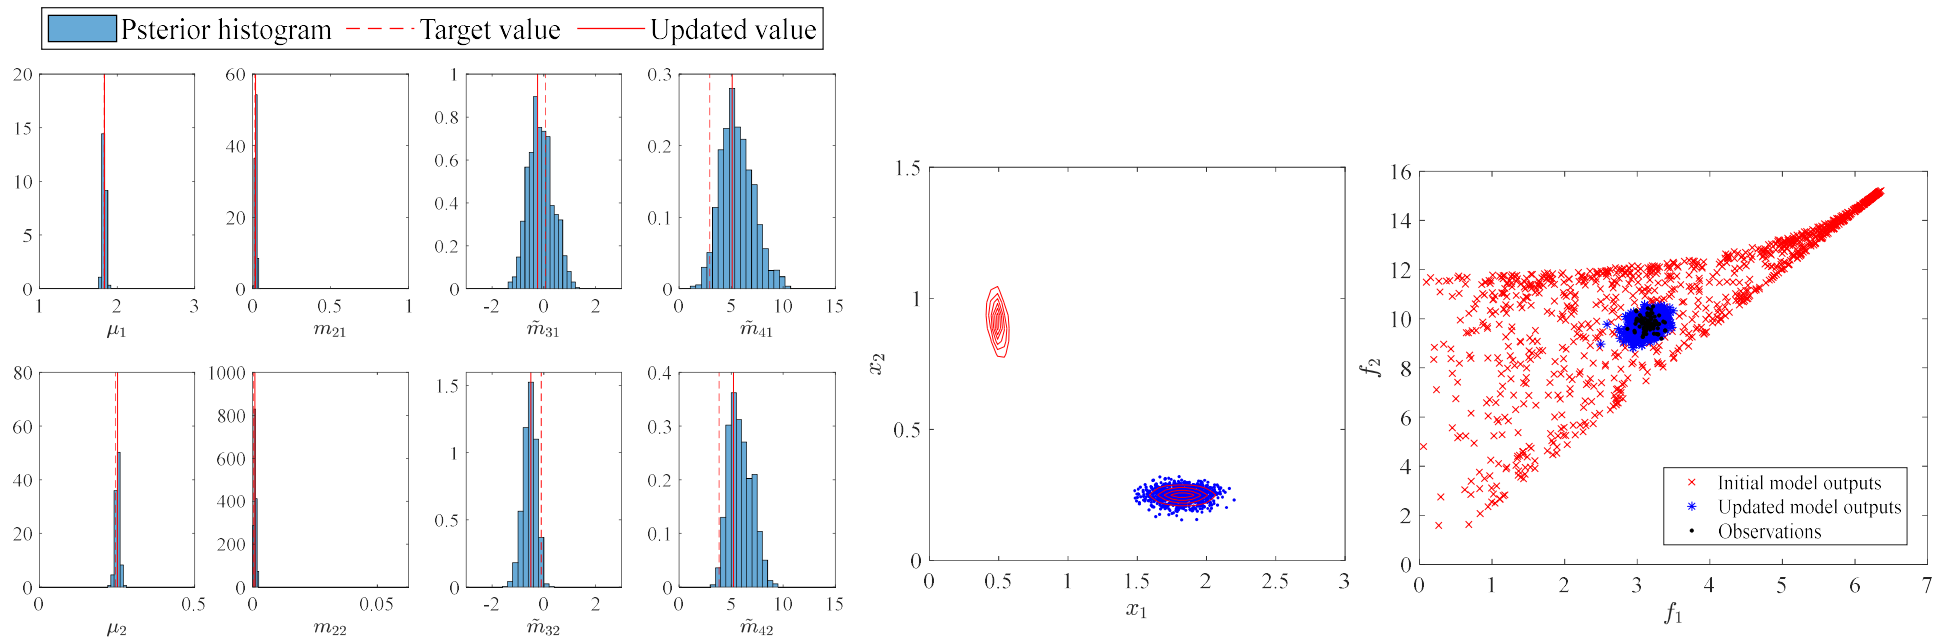 Psterior histogram Target value Updated value
20
15
10
5
0
1 2 3
μ₁
60
40
20
0
0 0.5 1
m₂₁
1
0.8
0.6
0.4
0.2
0
-2 0 2
m̃₃₁
0.3
0.2
0.1
0
0 5 10 15
m̃₄₁
80
60
40
20
0
0 0.5
μ₂
1000
800
600
400
200
0
0 0.05
m₂₂
1.5
1
0.5
0
-2 0 2
m̃₃₂
0.4
0.3
0.2
0.1
0
0 5 10 15
m̃₄₂
1.5
1
0.5
0
x₂
0 0.5 1 1.5 2 2.5 3
x₁
16
14
12
10
8
6
4
2
0
f₂
Initial model outputs
Updated model outputs
Observations
0 1 2 3 4 5 6 7
f₁